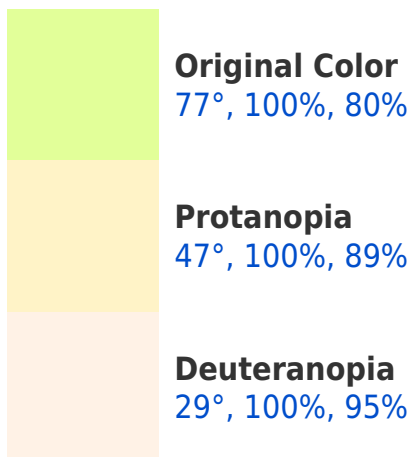 Original Color
77°, 100%, 80%
Protanopia
47°, 100%, 89%
Deuteranopia
29°, 100%, 95%